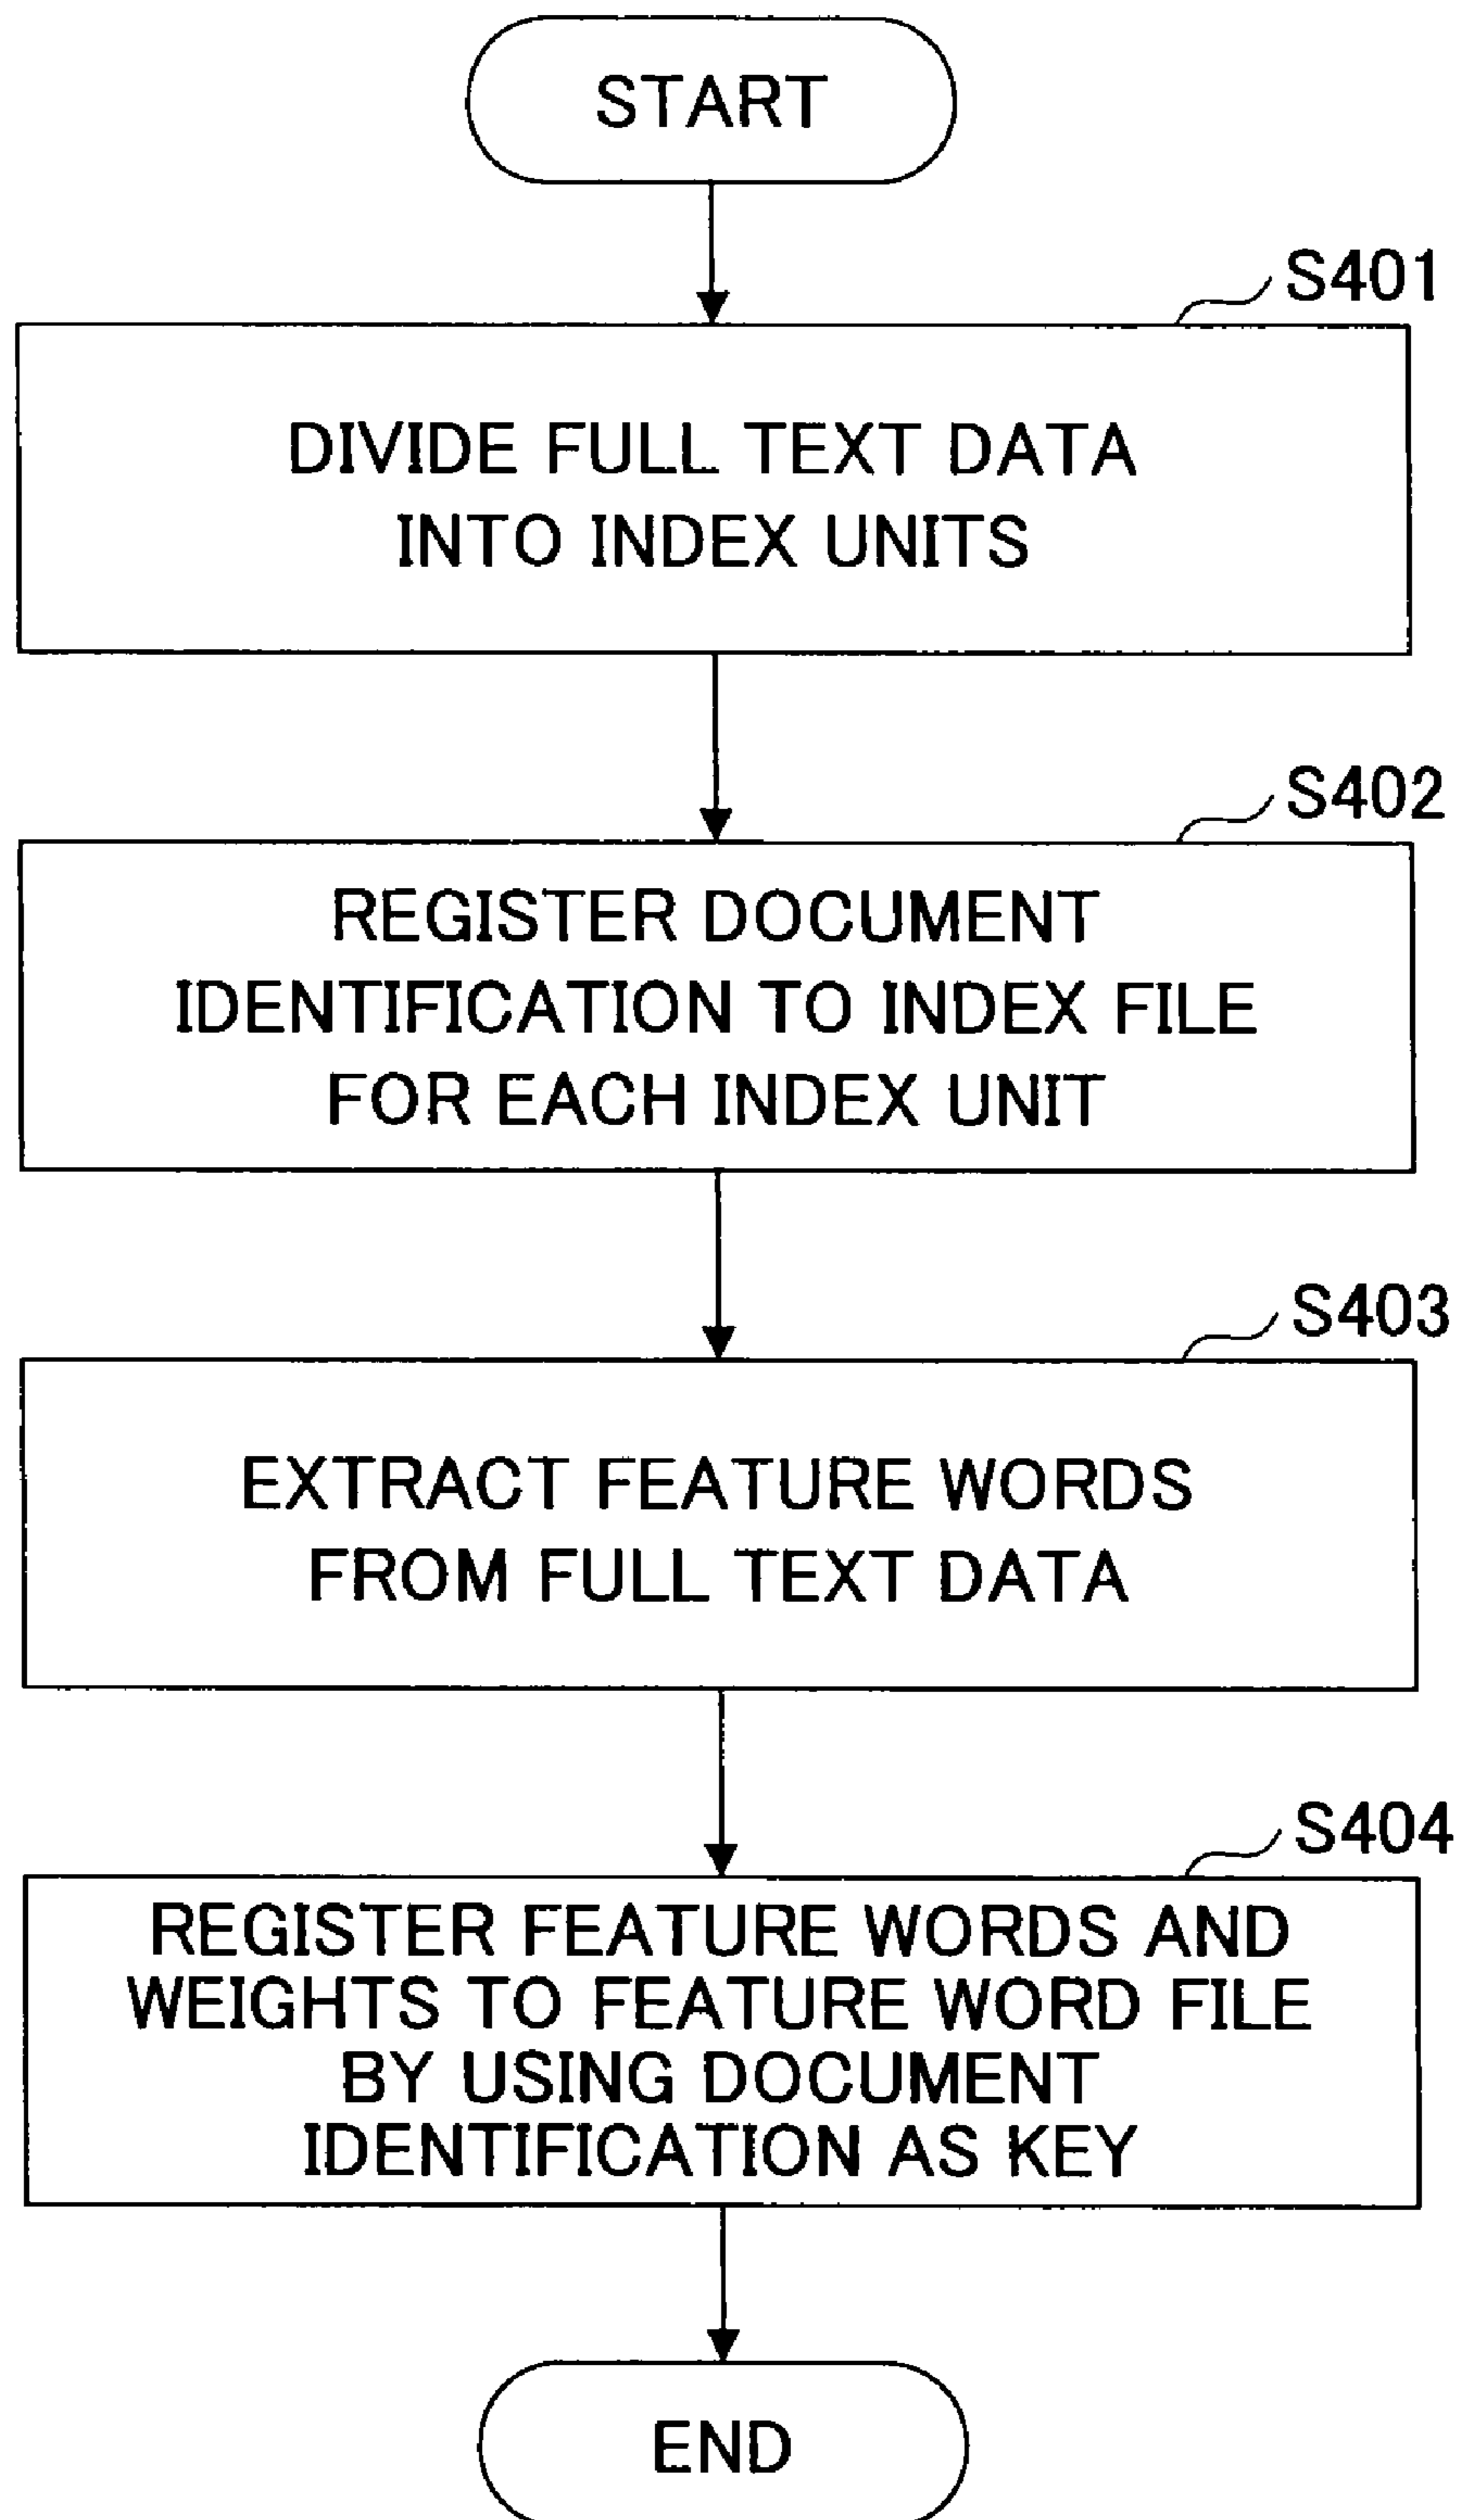 START
S401
DIVIDE FULL TEXT DATA
INTO INDEX UNITS
S402
REGISTER DOCUMENT
IDENTIFICATION TO INDEX FILE
FOR EACH INDEX UNIT
S403
EXTRACT FEATURE WORDS
FROM FULL TEXT DATA
S404
REGISTER FEATURE WORDS AND
WEIGHTS TO FEATURE WORD FILE
BY USING DOCUMENT
IDENTIFICATION AS KEY
END